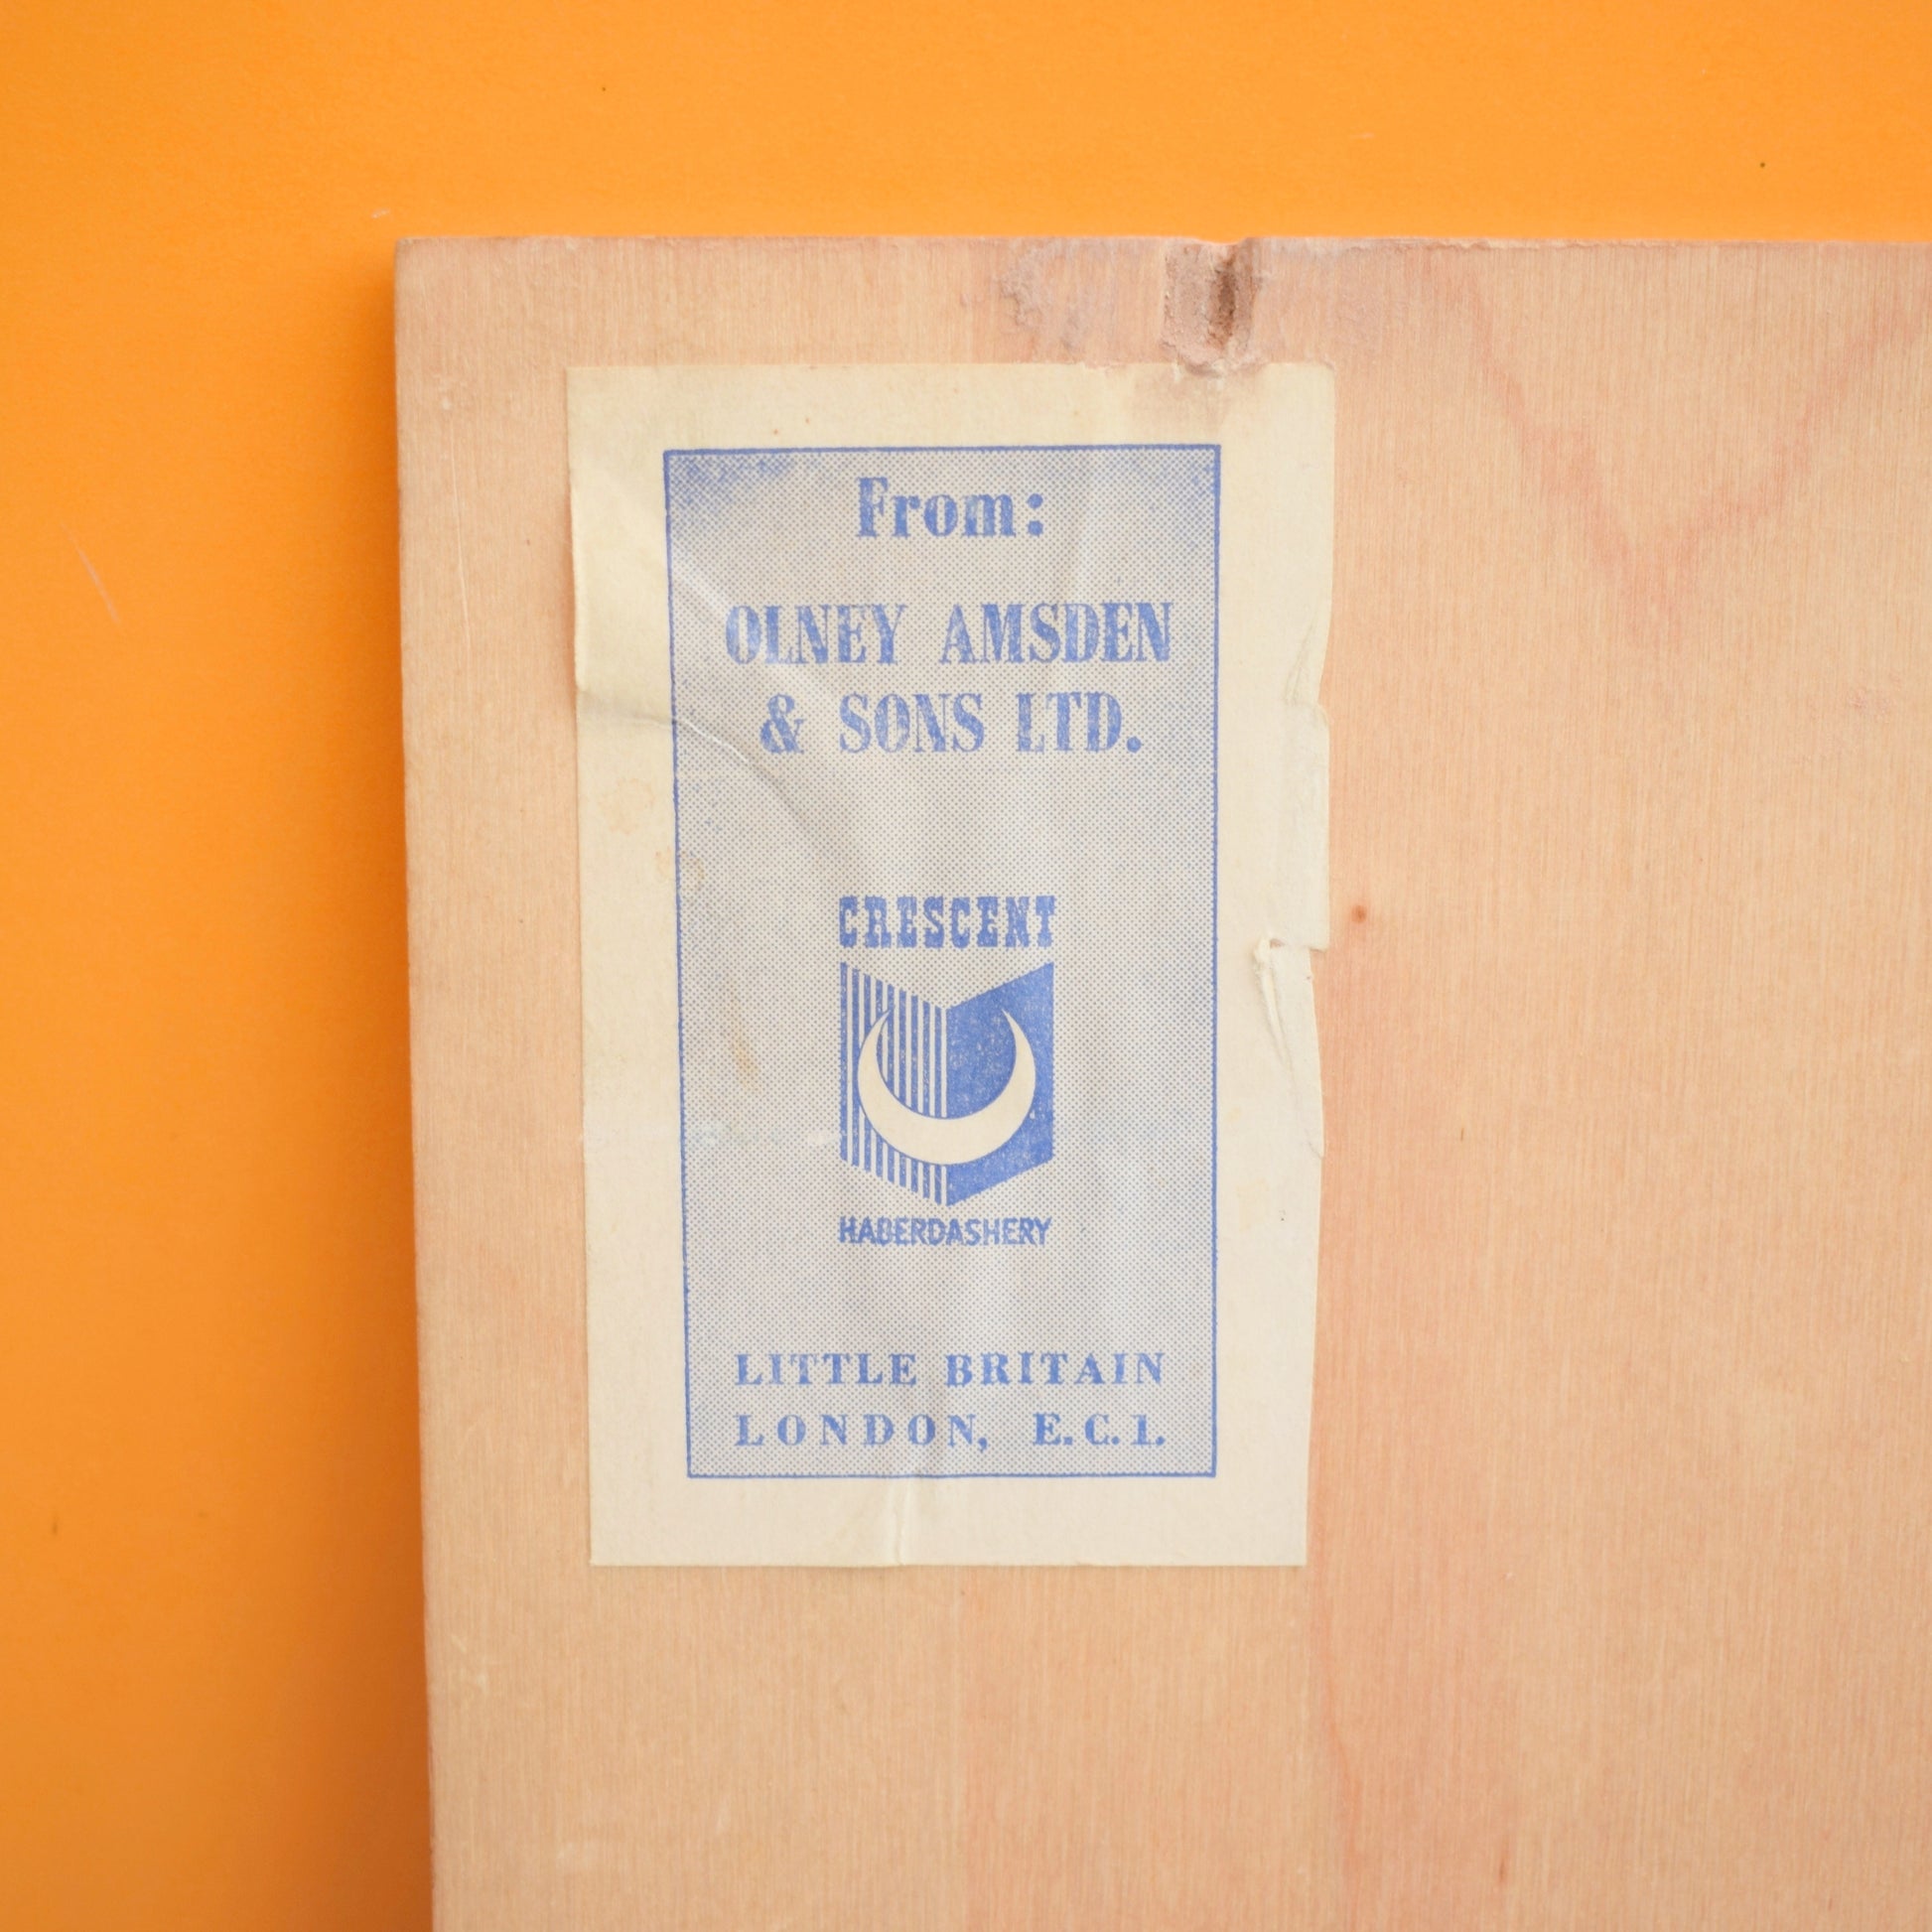 From:
OLNEY AMSDEN
& SONS LTD.
CRESCENT
HABERDASHERY
LITTLE BRITAIN
LONDON, E.C.1.